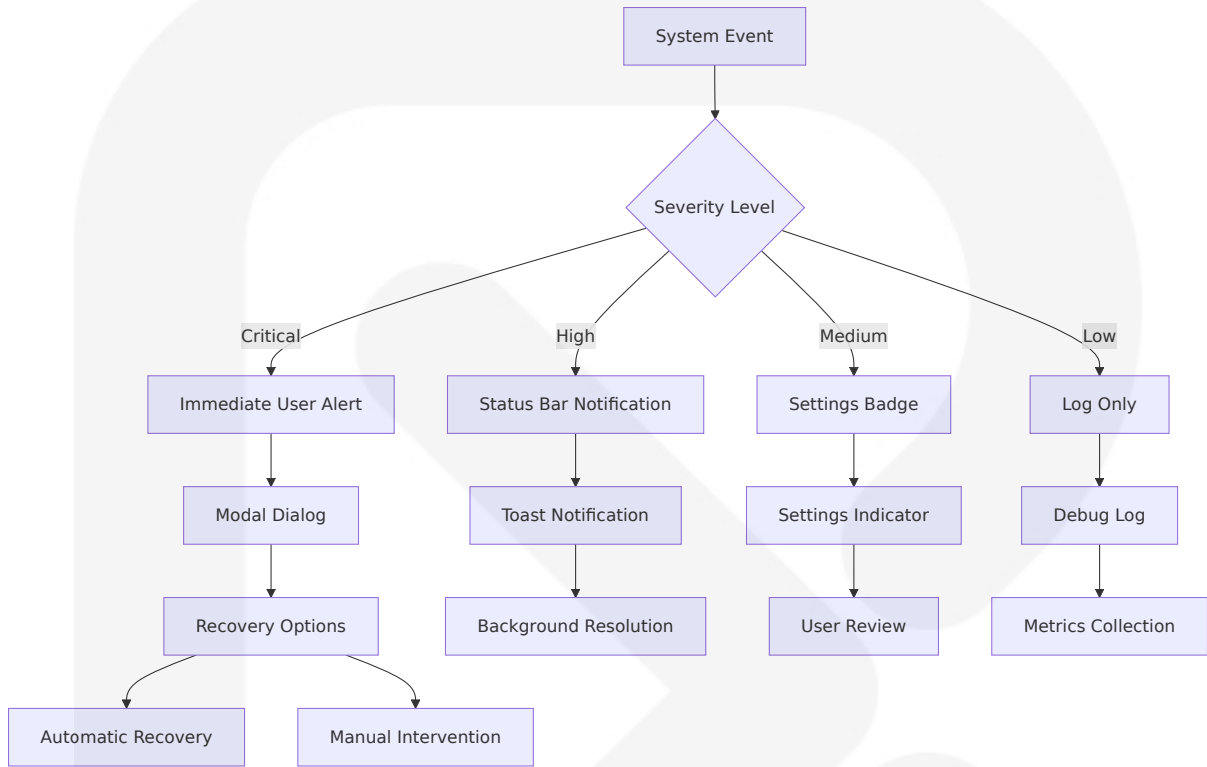 System Event
Severity Level
Critical
High
Medium
Low
Immediate User Alert
Status Bar Notification
Settings Badge
Log Only
Modal Dialog
Toast Notification
Settings Indicator
Debug Log
Recovery Options
Background Resolution
User Review
Metrics Collection
Automatic Recovery
Manual Intervention